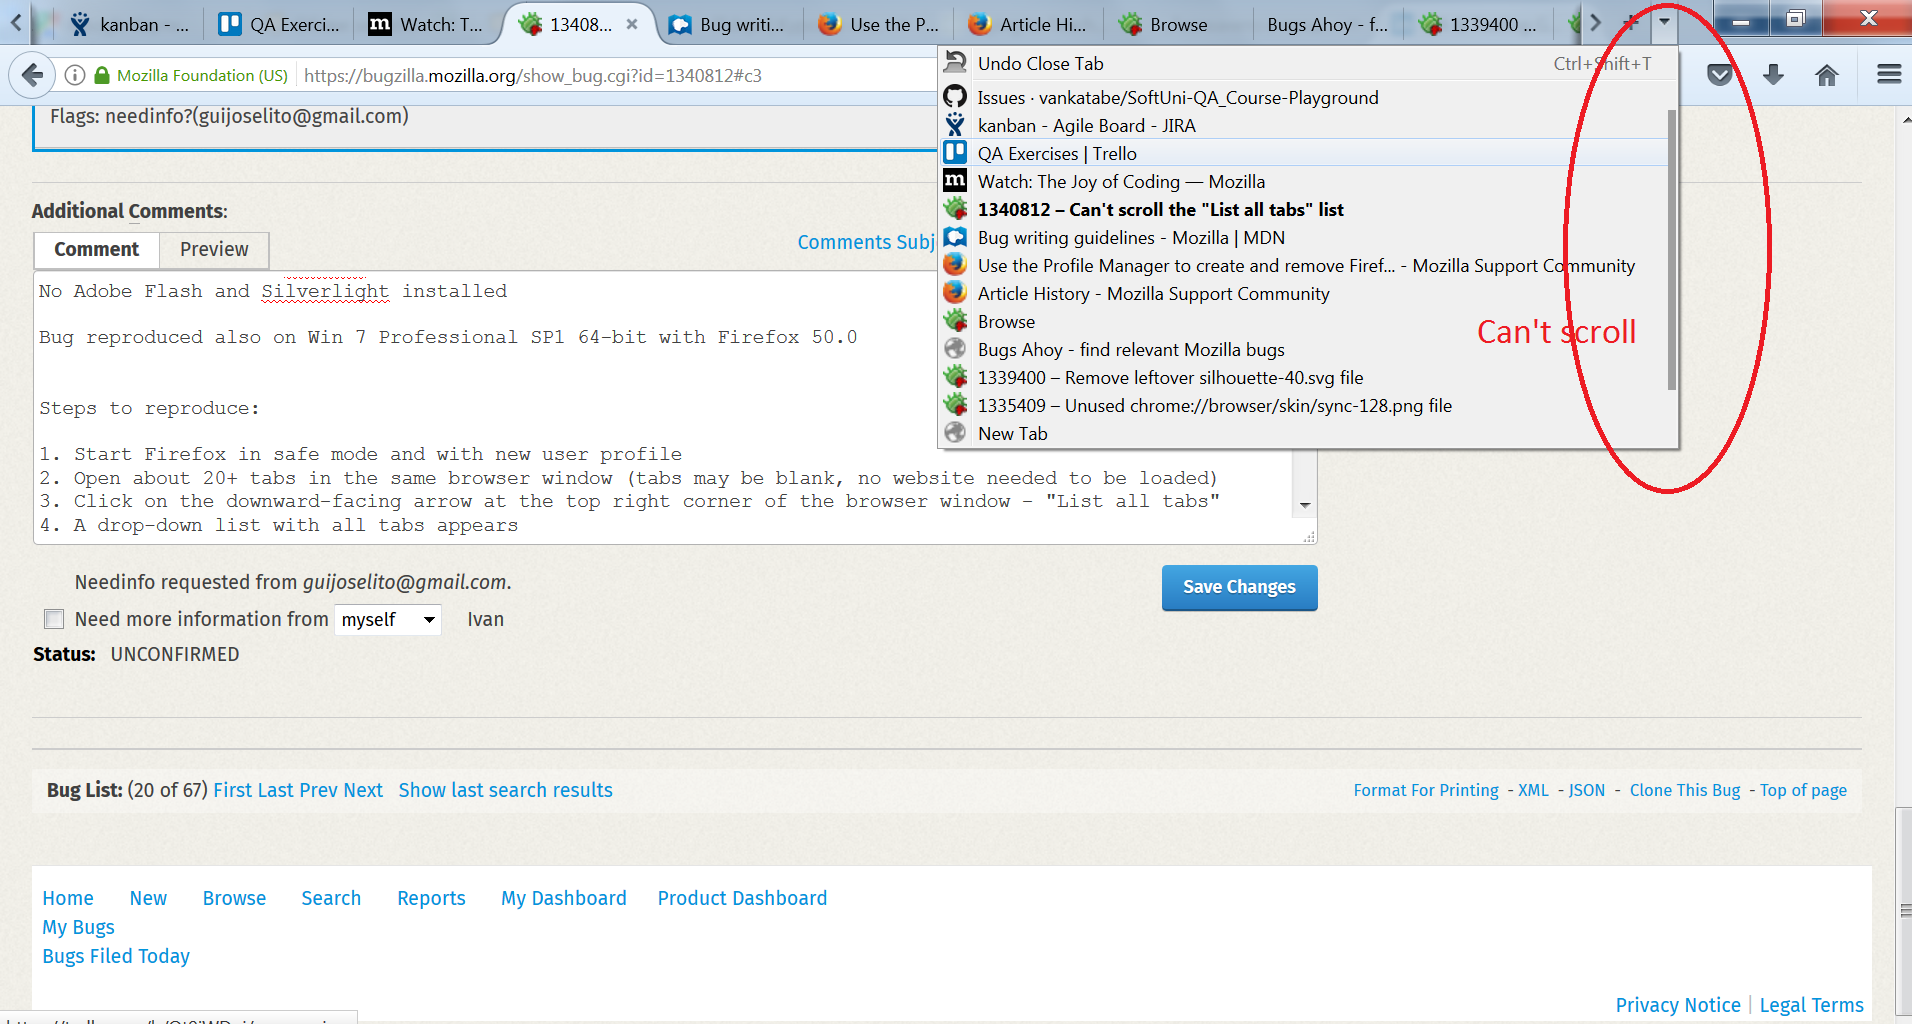 kanban - ...
QA Exerci...
Watch: T...
13408...
Bug writi...
Use the P...
Article Hi...
Browse
Bugs Ahoy - f...
1339400 ...
Mozilla Foundation (US)
https://bugzilla.mozilla.org/show_bug.cgi?id=1340812#c3
Undo Close Tab Ctrl+Shift+T
Issues · vankatabe/SoftUni-QA_Course-Playground
kanban - Agile Board - JIRA
QA Exercises | Trello
Watch: The Joy of Coding — Mozilla
1340812 – Can't scroll the "List all tabs" list
Bug writing guidelines - Mozilla | MDN
Use the Profile Manager to create and remove Firef... - Mozilla Support Community
Article History - Mozilla Support Community
Browse
Bugs Ahoy - find relevant Mozilla bugs
1339400 – Remove leftover silhouette-40.svg file
1335409 – Unused chrome://browser/skin/sync-128.png file
New Tab
Can't scroll
Flags: needinfo?(guijoselito@gmail.com)
Additional Comments:
Comment Preview
Comments Subj
No Adobe Flash and Silverlight installed
Bug reproduced also on Win 7 Professional SP1 64-bit with Firefox 50.0
Steps to reproduce:
1. Start Firefox in safe mode and with new user profile
2. Open about 20+ tabs in the same browser window (tabs may be blank, no website needed to be loaded)
3. Click on the downward-facing arrow at the top right corner of the browser window - "List all tabs"
4. A drop-down list with all tabs appears
Needinfo requested from guijoselito@gmail.com.
Save Changes
Need more information from myself Ivan
Status: UNCONFIRMED
Bug List: (20 of 67) First Last Prev Next Show last search results
Format For Printing - XML - JSON - Clone This Bug - Top of page
Home New Browse Search Reports My Dashboard Product Dashboard
My Bugs
Bugs Filed Today
Privacy Notice | Legal Terms